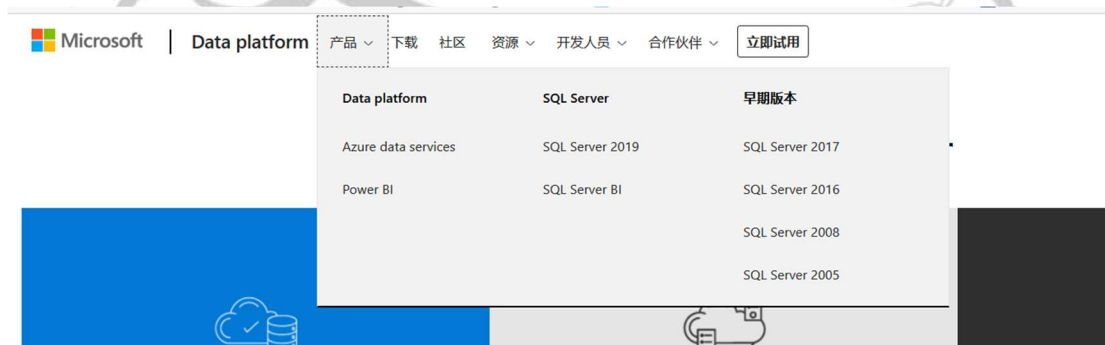 Microsoft | Data platform 产品 下载 社区 资源 开发人员 合作伙伴 立即试用
Data platform SQL Server 早期版本
Azure data services SQL Server 2019 SQL Server 2017
Power BI SQL Server BI SQL Server 2016
SQL Server 2008
SQL Server 2005